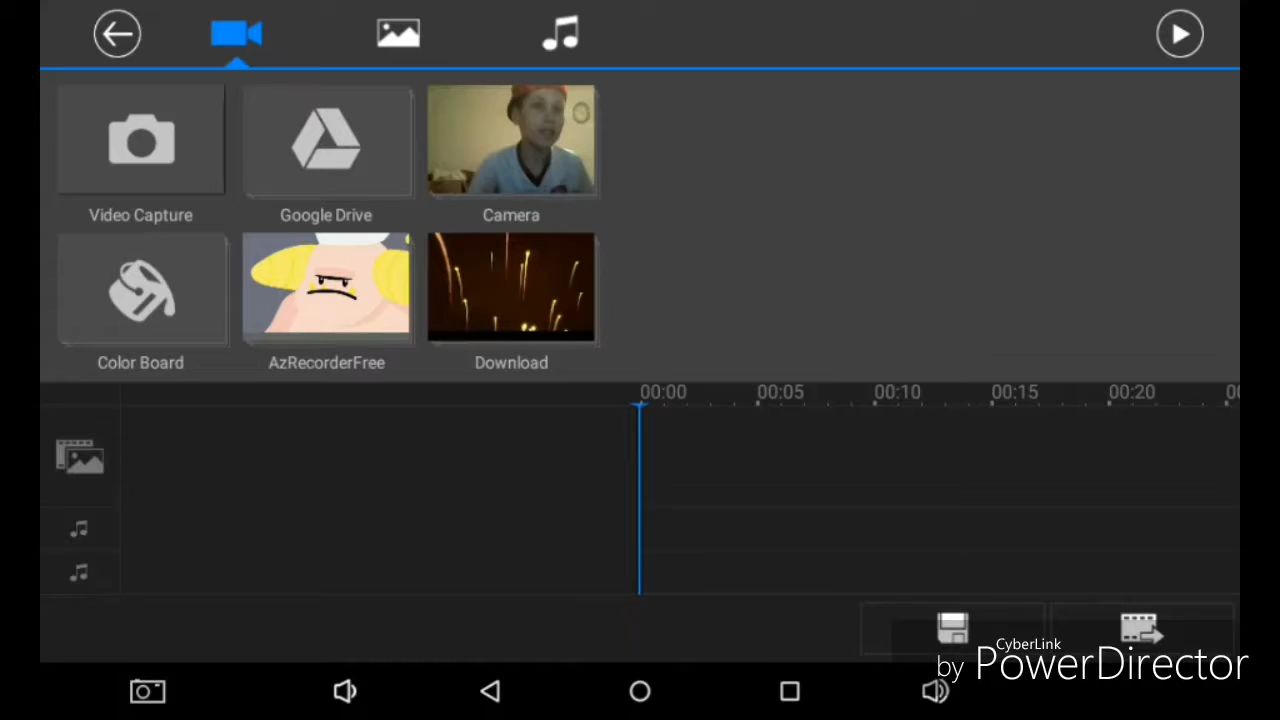 Video Capture
Google Drive
Camera
Color Board
AzRecorderFree
Download
00:00 00:05 00:10 00:15 00:20 00
CyberLink
by PowerDirector